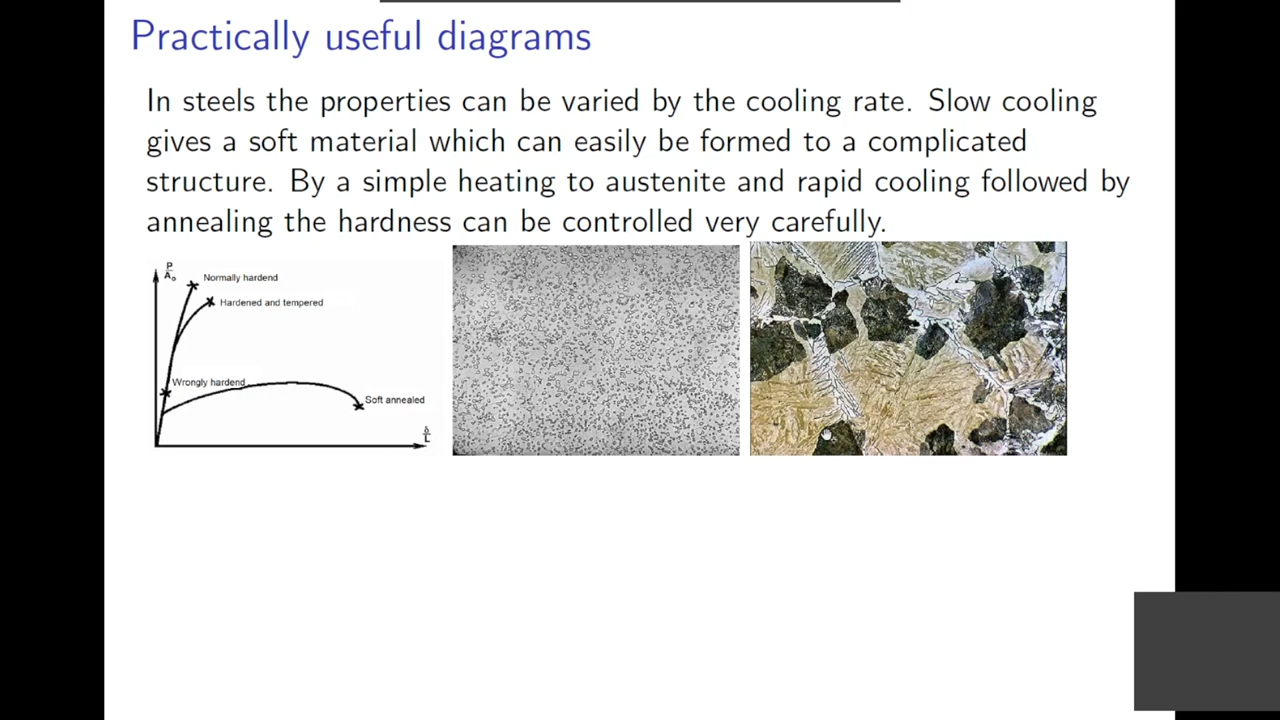 Practically useful diagrams
In steels the properties can be varied by the cooling rate. Slow cooling
gives a soft material which can easily be formed to a complicated
structure. By a simple heating to austenite and rapid cooling followed by
annealing the hardness can be controlled very carefully.
P
A₀
Normally hardend
Hardened and tempered
Wrongly hardend
Soft annealed
δ
L